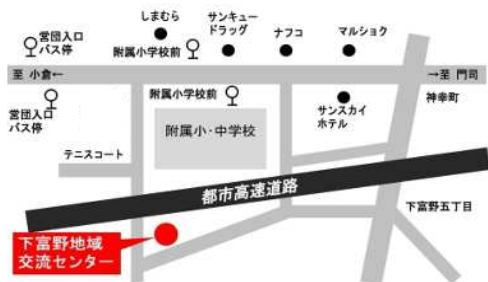 しまむら
サンキュー
ドラッグ
ナフコ
マルショク
営団入口
バス停
附属小学校前
至 小倉←
→至 門司
営団入口
バス停
附属小学校前
神幸町
サンスカイ
ホテル
附属小・中学校
テニスコート
都市高速道路
下富野五丁目
下富野地域
交流センター